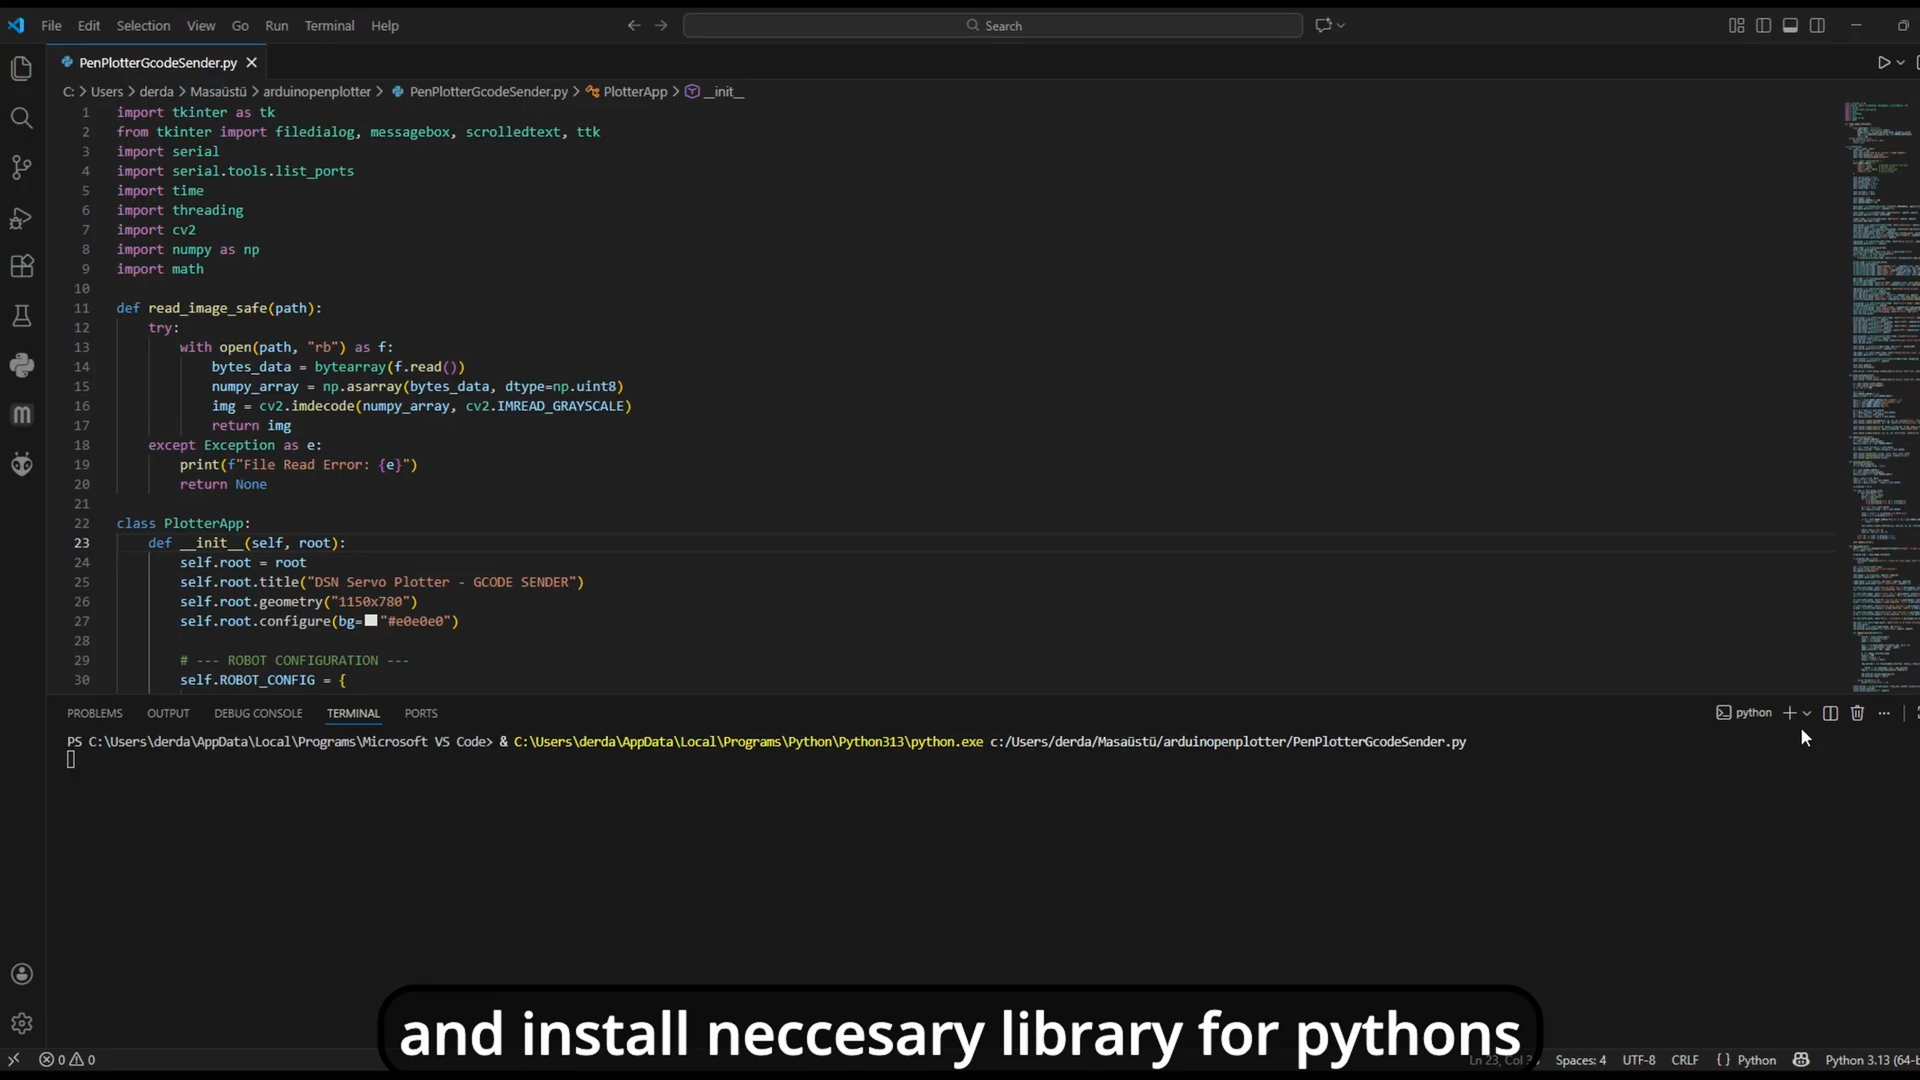 File Edit Selection View Go Run Terminal Help
Search
PenPlotterGcodeSender.py
C: > Users > derda > Masaüstü > arduinopenplotter > PenPlotterGcodeSender.py > PlotterApp > __init__
1 import tkinter as tk
2 from tkinter import filedialog, messagebox, scrolledtext, ttk
3 import serial
4 import serial.tools.list_ports
5 import time
6 import threading
7 import cv2
8 import numpy as np
9 import math
10
11 def read_image_safe(path):
12 try:
13 with open(path, "rb") as f:
14 bytes_data = bytearray(f.read())
15 numpy_array = np.asarray(bytes_data, dtype=np.uint8)
16 img = cv2.imdecode(numpy_array, cv2.IMREAD_GRAYSCALE)
17 return img
18 except Exception as e:
19 print(f"File Read Error: {e}")
20 return None
21
22 class PlotterApp:
23 def __init__(self, root):
24 self.root = root
25 self.root.title("DSN Servo Plotter - GCODE SENDER")
26 self.root.geometry("1150x780")
27 self.root.configure(bg="#e0e0e0")
28
29 # --- ROBOT CONFIGURATION ---
30 self.ROBOT_CONFIG = {
PROBLEMS OUTPUT DEBUG CONSOLE TERMINAL PORTS
python
PS C:\Users\derda\AppData\Local\Programs\Microsoft VS Code> & C:\Users\derda\AppData\Local\Programs\Python\Python313\python.exe c:/Users/derda/Masaüstü/arduinopenplotter/PenPlotterGcodeSender.py
and install neccesary library for pythons
0 0
Spaces: 4 UTF-8 CRLF { } Python Python 3.13 (64-b